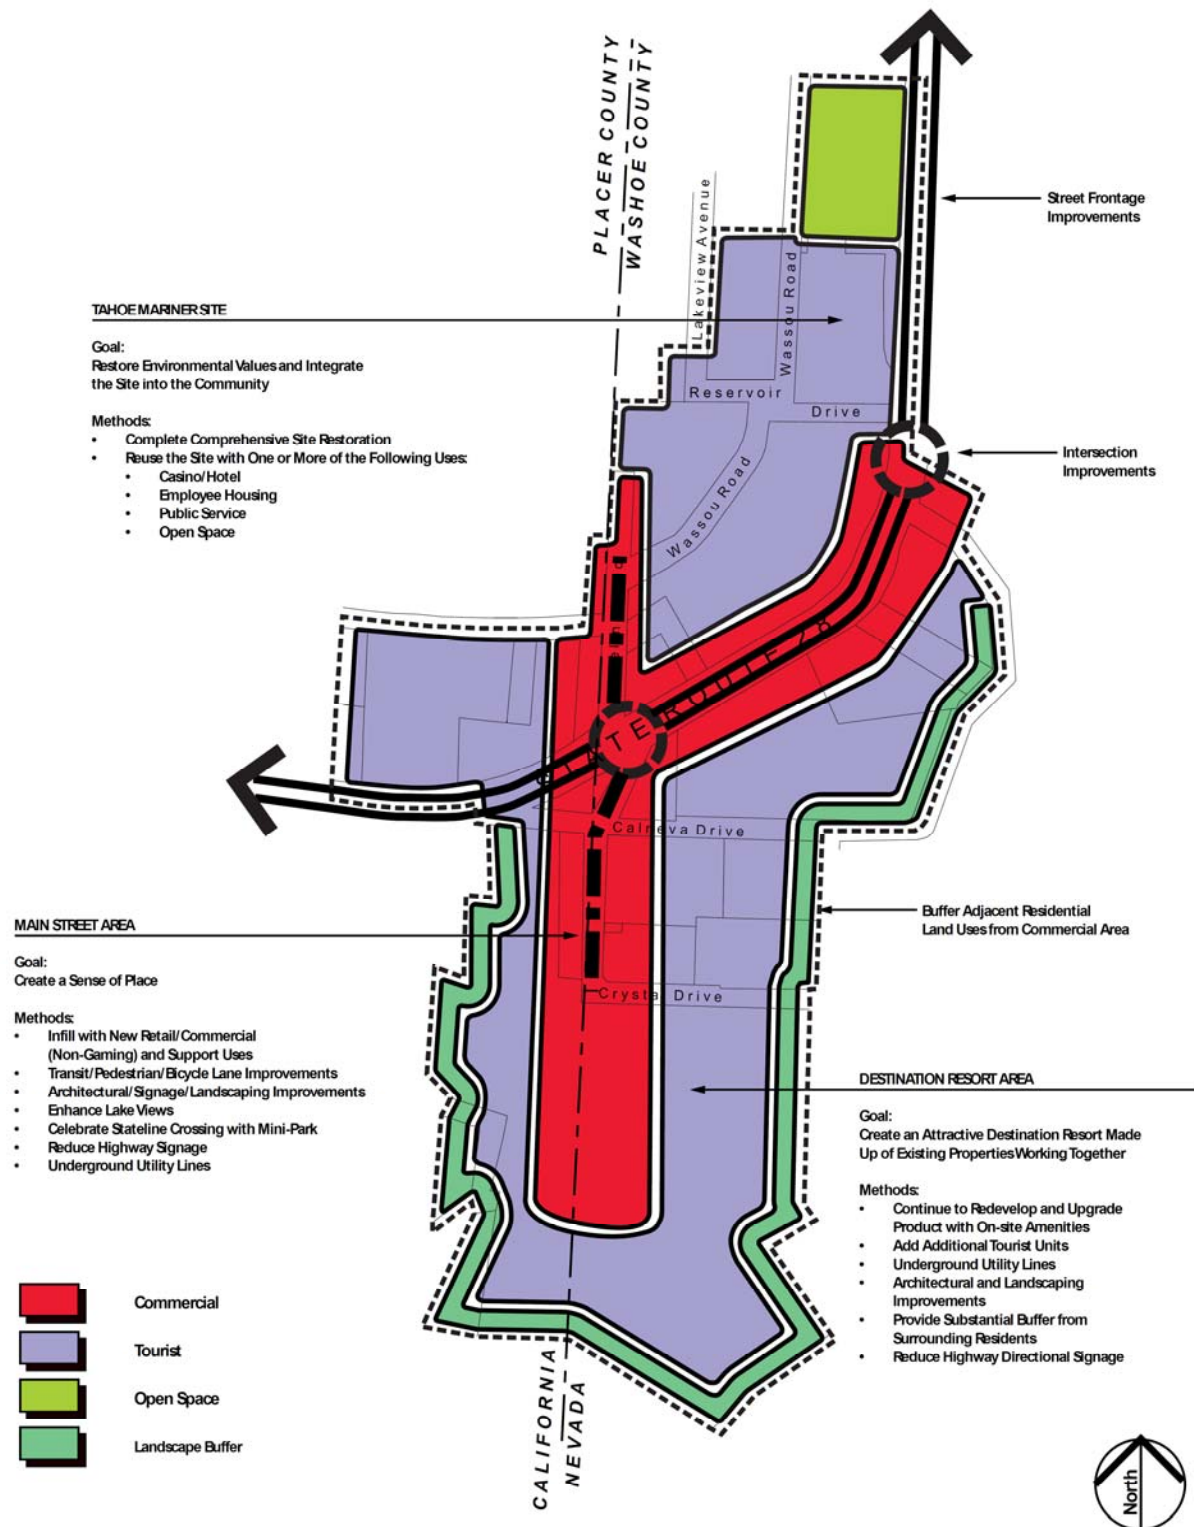 PLACER COUNTY
WASHOE COUNTY
Lakeview Avenue
Wassou Road
Street Frontage
Improvements
TAHOE MARINER SITE
Goal:
Restore Environmental Values and Integrate
the Site into the Community
Methods:
• Complete Comprehensive Site Restoration
• Reuse the Site with One or More of the Following Uses:
• Casino/Hotel
• Employee Housing
• Public Service
• Open Space
Reservoir
Drive
Intersection
Improvements
Wassou Road
STATE ROUTE 28
Calneva Drive
MAIN STREET AREA
Goal:
Create a Sense of Place
Methods:
• Infill with New Retail/Commercial
(Non-Gaming) and Support Uses
• Transit/Pedestrian/Bicycle Lane Improvements
• Architectural/Signage/Landscaping Improvements
• Enhance Lake Views
• Celebrate Stateline Crossing with Mini-Park
• Reduce Highway Signage
• Underground Utility Lines
Buffer Adjacent Residential
Land Uses from Commercial Area
Crystal Drive
DESTINATION RESORT AREA
Goal:
Create an Attractive Destination Resort Made
Up of Existing Properties Working Together
Methods:
• Continue to Redevelop and Upgrade
Product with On-site Amenities
• Add Additional Tourist Units
• Underground Utility Lines
• Architectural and Landscaping
Improvements
• Provide Substantial Buffer from
Surrounding Residents
• Reduce Highway Directional Signage
Commercial
Tourist
Open Space
Landscape Buffer
CALIFORNIA
NEVADA
North